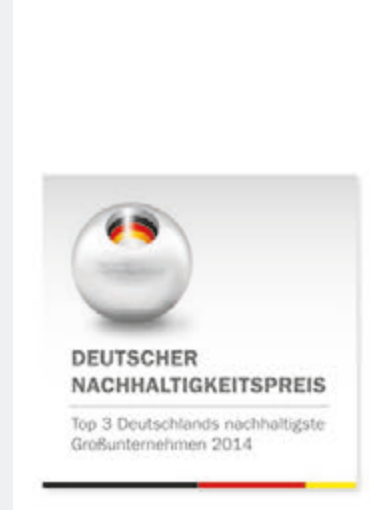 DEUTSCHER
NACHHALTIGKEITSPREIS
Top 3 Deutschlands nachhaltigste
Großunternehmen 2014